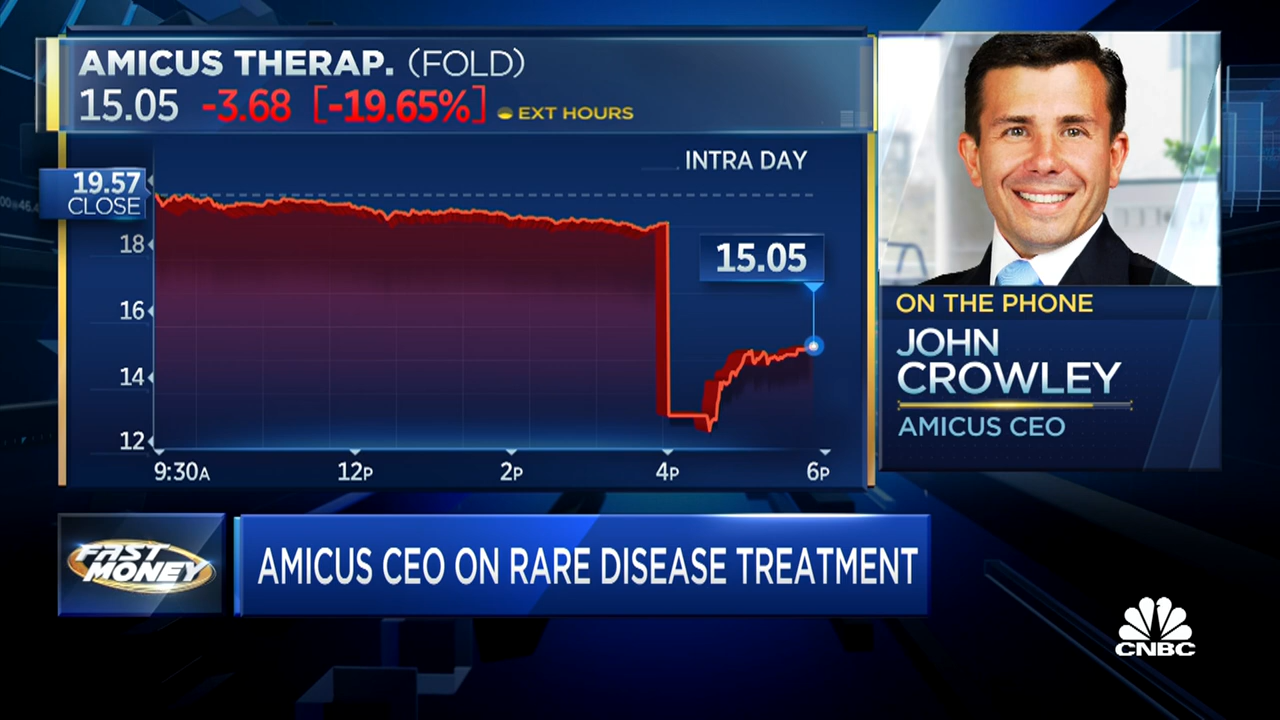 AMICUS THERAP. (FOLD)
15.05 -3.68 [-19.65%] EXT HOURS
INTRA DAY
19.57
CLOSE
18
16
14
12
15.05
9:30A 12P 2P 4P 6P
ON THE PHONE
JOHN
CROWLEY
AMICUS CEO
FAST
MONEY
AMICUS CEO ON RARE DISEASE TREATMENT
CNBC